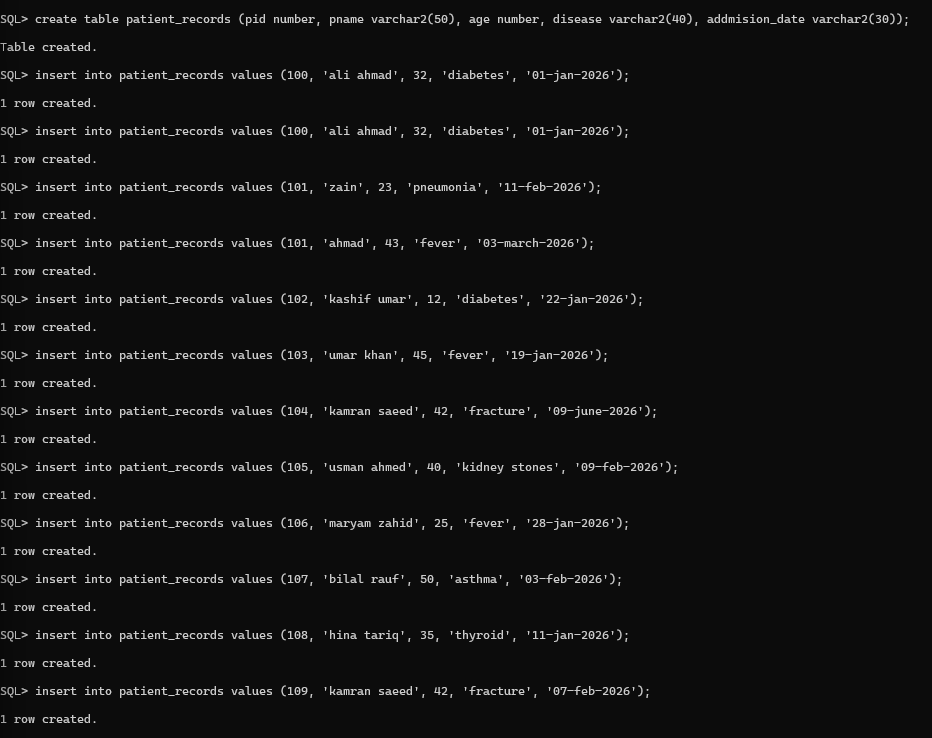 SQL> create table patient_records (pid number, pname varchar2(50), age number, disease varchar2(40), addmision_date varchar2(30));
Table created.
SQL> insert into patient_records values (100, 'ali ahmad', 32, 'diabetes', '01-jan-2026');
1 row created.
SQL> insert into patient_records values (100, 'ali ahmad', 32, 'diabetes', '01-jan-2026');
1 row created.
SQL> insert into patient_records values (101, 'zain', 23, 'pneumonia', '11-feb-2026');
1 row created.
SQL> insert into patient_records values (101, 'ahmad', 43, 'fever', '03-march-2026');
1 row created.
SQL> insert into patient_records values (102, 'kashif umar', 12, 'diabetes', '22-jan-2026');
1 row created.
SQL> insert into patient_records values (103, 'umar khan', 45, 'fever', '19-jan-2026');
1 row created.
SQL> insert into patient_records values (104, 'kamran saeed', 42, 'fracture', '09-june-2026');
1 row created.
SQL> insert into patient_records values (105, 'usman ahmed', 40, 'kidney stones', '09-feb-2026');
1 row created.
SQL> insert into patient_records values (106, 'maryam zahid', 25, 'fever', '28-jan-2026');
1 row created.
SQL> insert into patient_records values (107, 'bilal rauf', 50, 'asthma', '03-feb-2026');
1 row created.
SQL> insert into patient_records values (108, 'hina tariq', 35, 'thyroid', '11-jan-2026');
1 row created.
SQL> insert into patient_records values (109, 'kamran saeed', 42, 'fracture', '07-feb-2026');
1 row created.